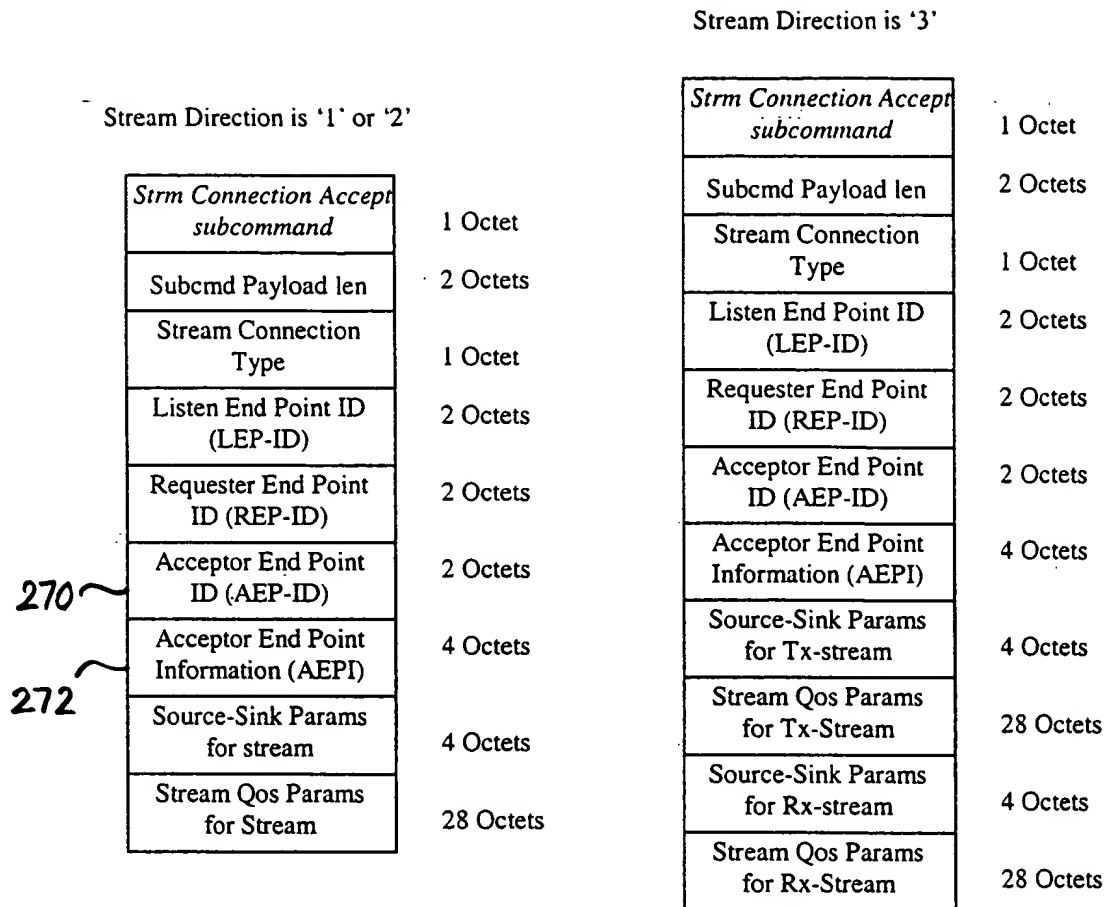 Stream Direction is ‘1’ or ‘2’
Strm Connection Accept
subcommand
1 Octet
Subcmd Payload len
2 Octets
Stream Connection
Type
1 Octet
Listen End Point ID
(LEP-ID)
2 Octets
Requester End Point
ID (REP-ID)
2 Octets
Acceptor End Point
ID (AEP-ID)
2 Octets
270
Acceptor End Point
Information (AEPI)
4 Octets
272
Source-Sink Params
for stream
4 Octets
Stream Qos Params
for Stream
28 Octets
Stream Direction is ‘3’
Strm Connection Accept
subcommand
1 Octet
Subcmd Payload len
2 Octets
Stream Connection
Type
1 Octet
Listen End Point ID
(LEP-ID)
2 Octets
Requester End Point
ID (REP-ID)
2 Octets
Acceptor End Point
ID (AEP-ID)
2 Octets
Acceptor End Point
Information (AEPI)
4 Octets
Source-Sink Params
for Tx-stream
4 Octets
Stream Qos Params
for Tx-Stream
28 Octets
Source-Sink Params
for Rx-stream
4 Octets
Stream Qos Params
for Rx-Stream
28 Octets